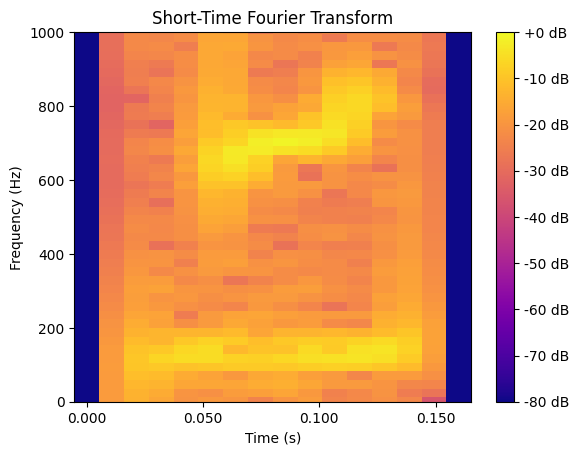 Short-Time Fourier Transform
1000
800
600
400
200
0
Frequency (Hz)
0.000
0.050
0.100
0.150
Time (s)
+0 dB
-10 dB
-20 dB
-30 dB
-40 dB
-50 dB
-60 dB
-70 dB
-80 dB